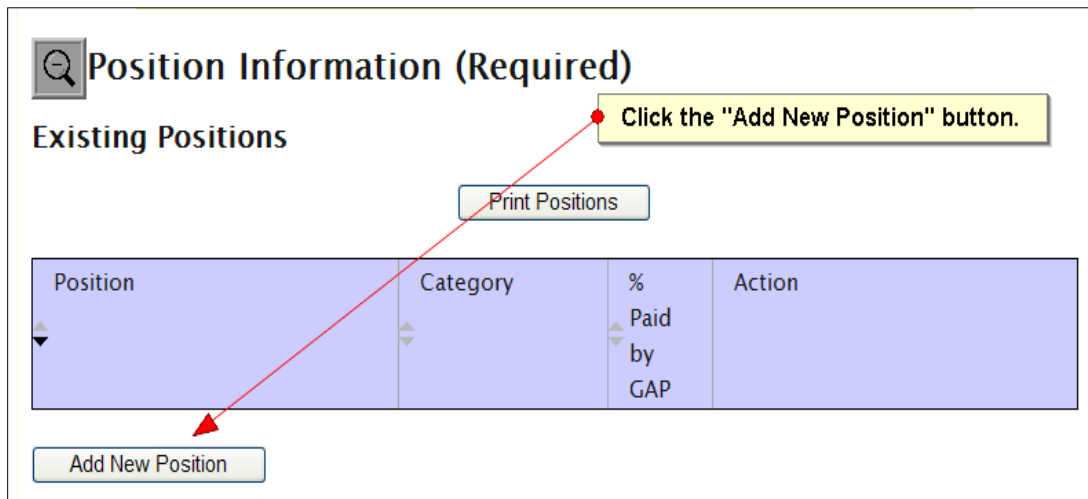 Position Information (Required)
Click the "Add New Position" button.
Existing Positions
Print Positions
Position Category % Action
Paid
by
GAP
Add New Position